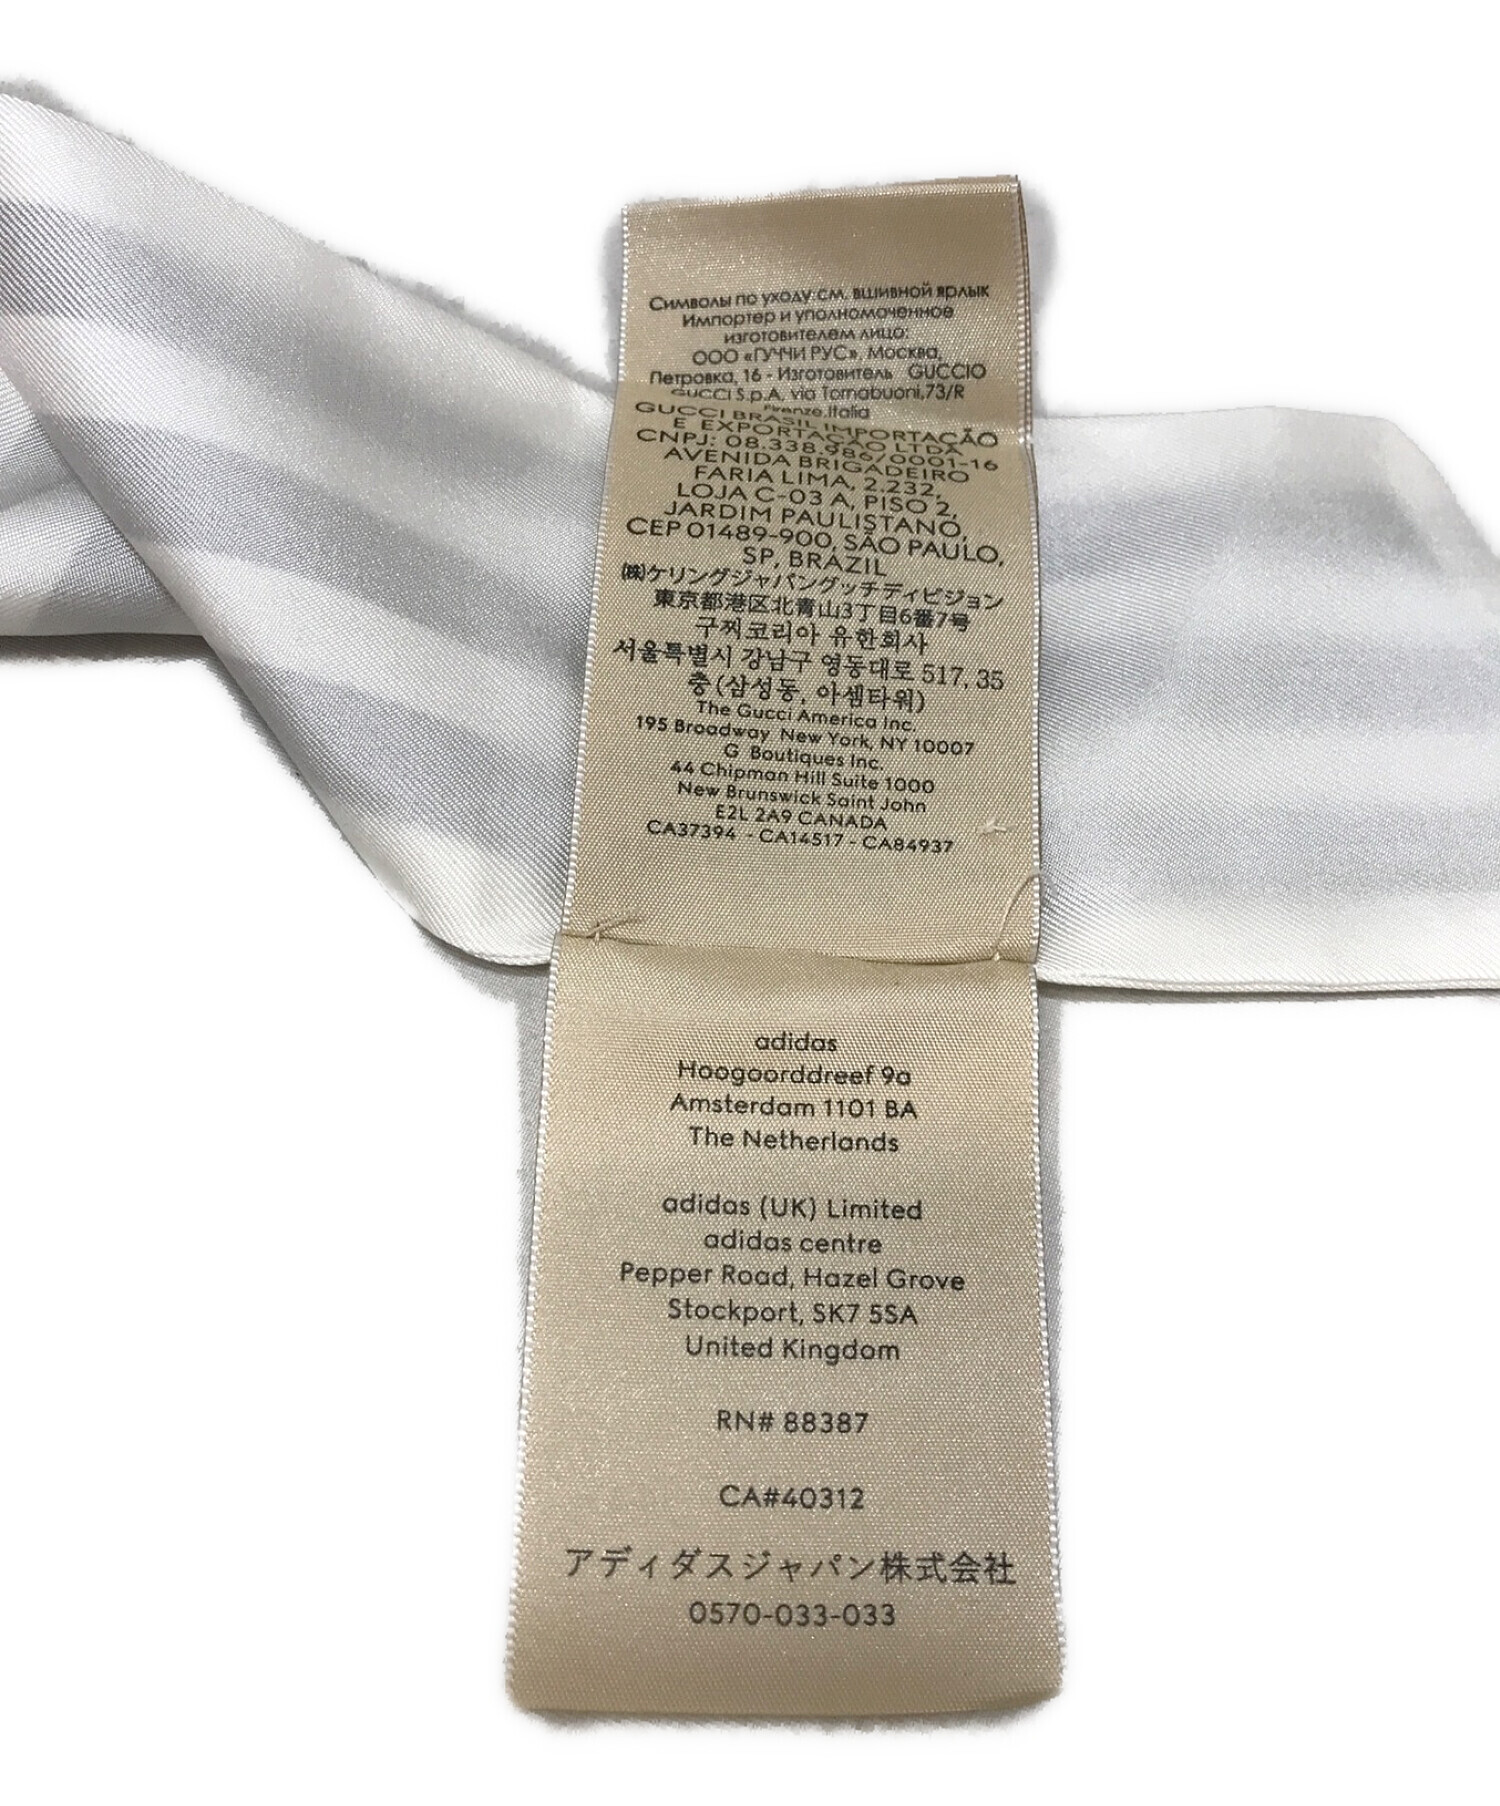 Символы по уходу: см. вшивной ярлык
Импортер и уполномоченное
изготовителем лицо:
ООО «ГУЧЧИ РУС», Москва,
Петровка, 16 - Изготовитель GUCCIO
GUCCI S.p.A. via Tornabuoni,73/R
Firenze.Italia
GUCCI BRASIL IMPORTAÇÃO
E EXPORTAÇÃO LTDA
CNPJ: 08.338.986/0001-16
AVENIDA BRIGADEIRO
FARIA LIMA, 2.232,
LOJA C-03 A, PISO 2,
JARDIM PAULISTANO,
CEP 01489-900, SÃO PAULO,
SP, BRAZIL
㈱ケリングジャパングッチディビジョン
東京都港区北青山3丁目6番7号
구찌코리아 유한회사
서울특별시 강남구 영동대로 517, 35
층 (삼성동, 아셈타워)
The Gucci America Inc.
195 Broadway New York, NY 10007
G Boutiques Inc.
44 Chipman Hill Suite 1000
New Brunswick Saint John
E2L 2A9 CANADA
CA37394 - CA14517 - CA84937
adidas
Hoogoorddreef 9a
Amsterdam 1101 BA
The Netherlands
adidas (UK) Limited
adidas centre
Pepper Road, Hazel Grove
Stockport, SK7 5SA
United Kingdom
RN# 88387
CA#40312
アディダスジャパン株式会社
0570-033-033